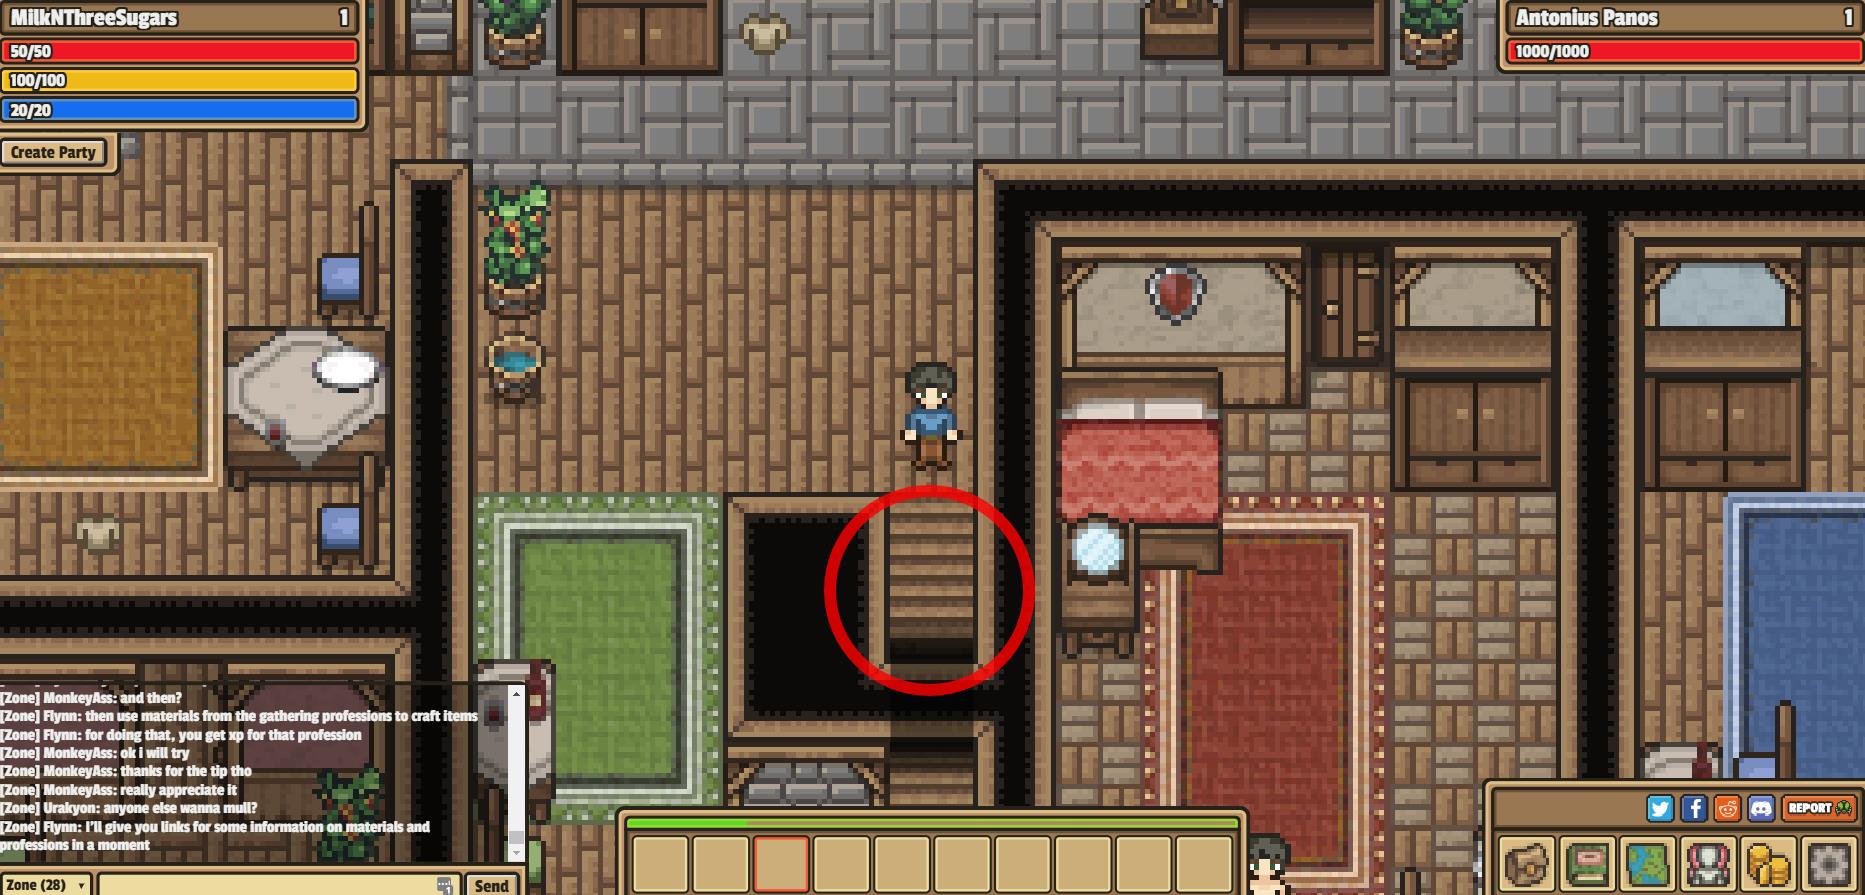 MilkNThreeSugars 1
50/50
100/100
20/20
Create Party
Antonius Panos 1
1000/1000
[Zone] MonkeyAss: and then?
[Zone] Flynn: then use materials from the gathering professions to craft items
[Zone] Flynn: for doing that, you get xp for that profession
[Zone] MonkeyAss: ok i will try
[Zone] MonkeyAss: thanks for the tip tho
[Zone] MonkeyAss: really appreciate it
[Zone] Urakyon: anyone else wanna mull?
[Zone] Flynn: I'll give you links for some information on materials and
professions in a moment
Zone (28)
Send
REPORT